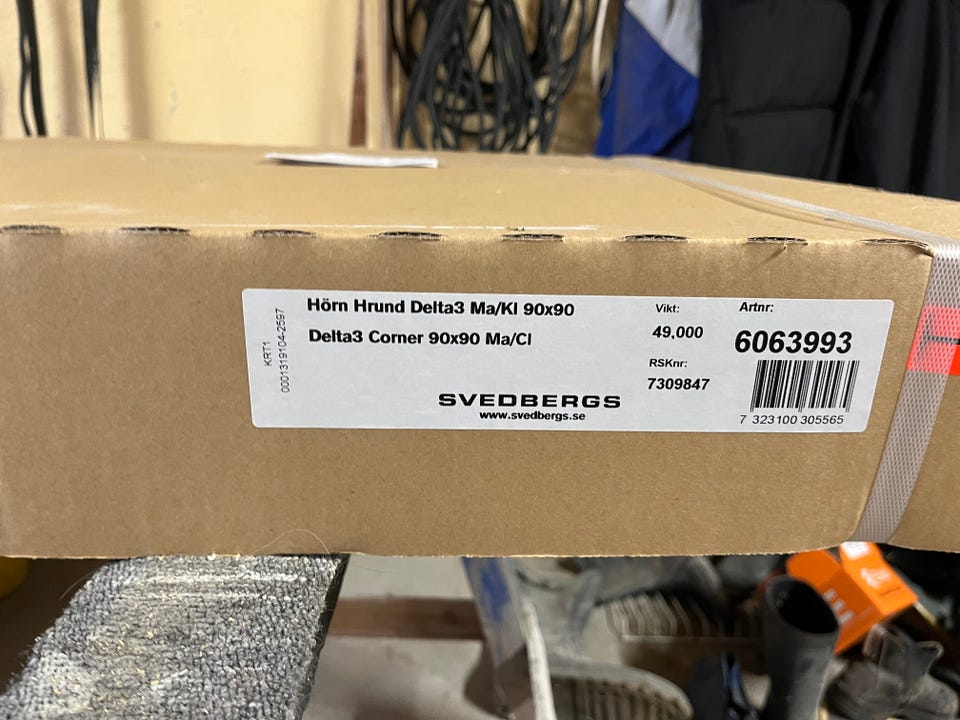 Hörn Hrund Delta3 Ma/Kl 90x90
Delta3 Corner 90x90 Ma/Cl
KRT1
0001319104-2597
Vikt:
49,000
RSKnr:
7309847
Artnr:
6063993
7 323100 305565
SVEDBERGS
www.svedbergs.se